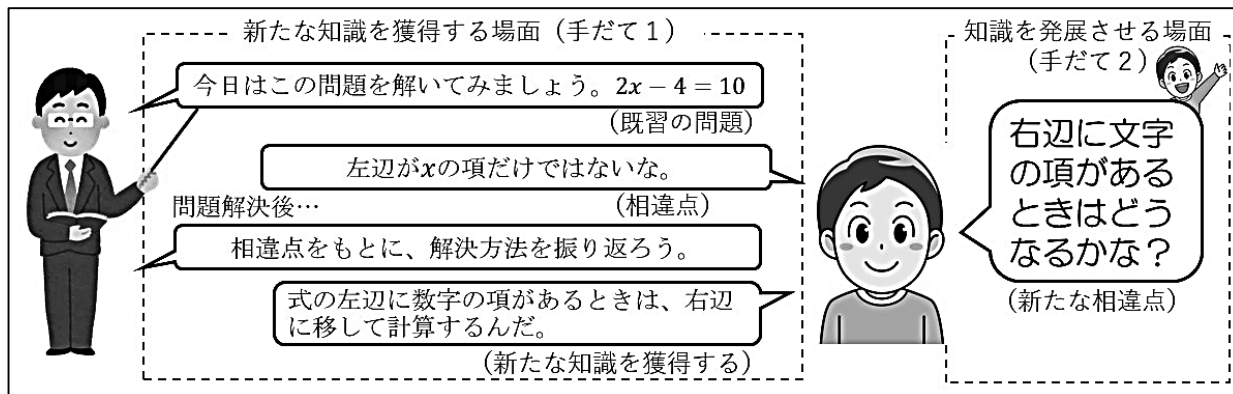 新たな知識を獲得する場面（手だて１）
今日はこの問題を解いてみましょう。2x − 4 = 10
（既習の問題）
左辺がxの項だけではないな。
（相違点）
問題解決後…
相違点をもとに、解決方法を振り返ろう。
式の左辺に数字の項があるときは、右辺
に移して計算するんだ。
（新たな知識を獲得する）
知識を発展させる場面
（手だて２）
右辺に文字
の項がある
ときはどう
なるかな？
（新たな相違点）